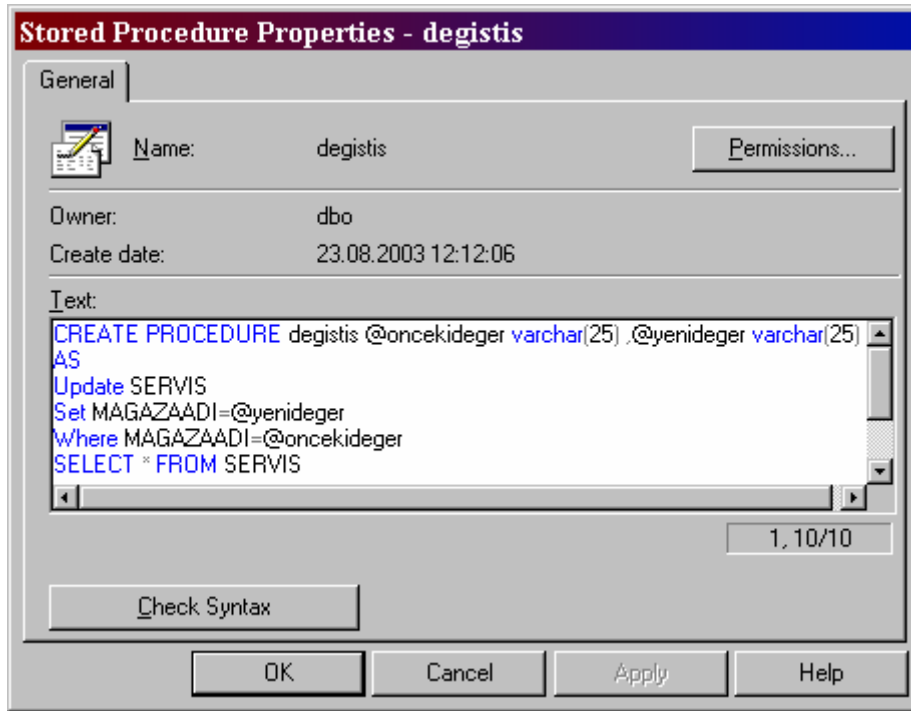 Stored Procedure Properties - degistis
General
Name: degistis Permissions...
Owner: dbo
Create date: 23.08.2003 12:12:06
Text:
CREATE PROCEDURE degistis @oncekideger varchar(25) ,@yenideger varchar(25)
AS
Update SERVIS
Set MAGAZAADI=@yenideger
Where MAGAZAADI=@oncekideger
SELECT * FROM SERVIS
1, 10/10
Check Syntax
OK Cancel Apply Help